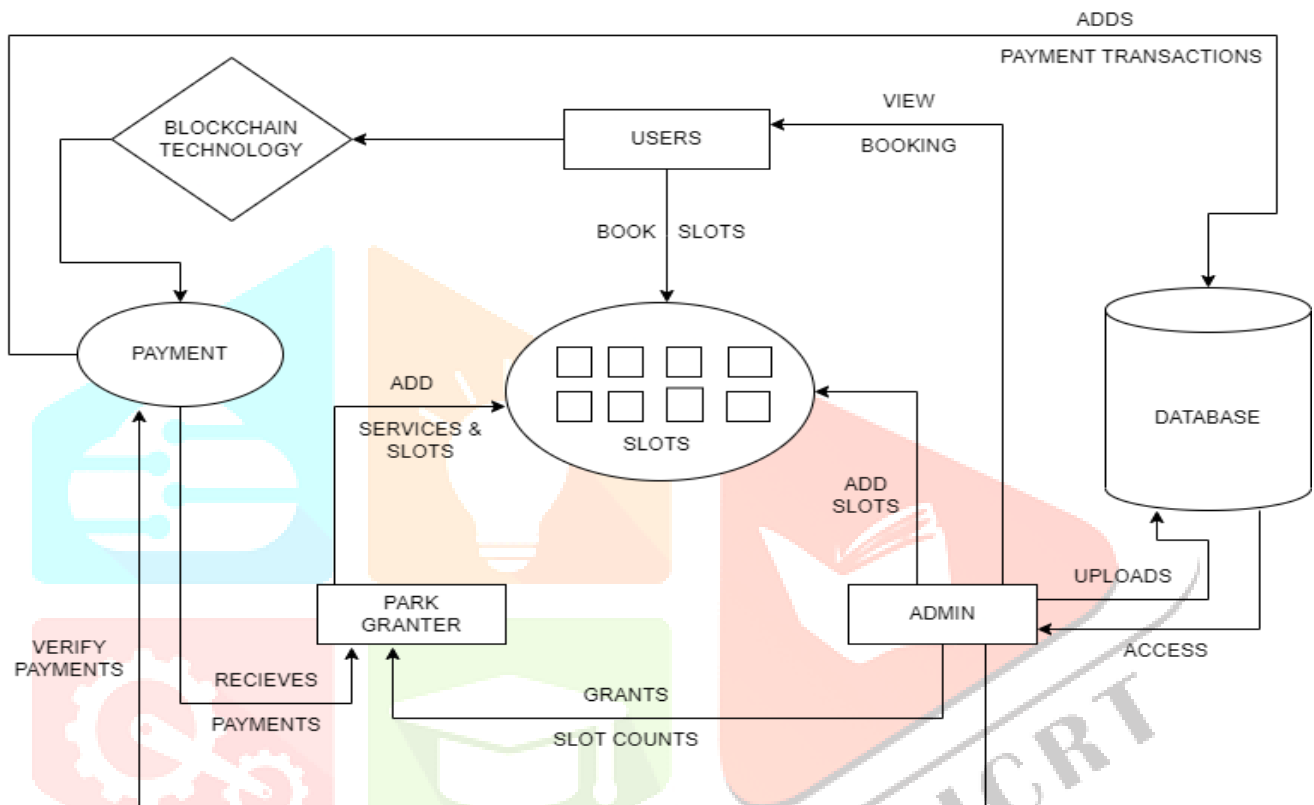 ADDS
PAYMENT TRANSACTIONS
VIEW
BOOKING
BLOCKCHAIN
TECHNOLOGY
USERS
BOOK SLOTS
PAYMENT
ADD
SERVICES &
SLOTS
SLOTS
DATABASE
ADD
SLOTS
UPLOADS
PARK
GRANTER
ADMIN
VERIFY
PAYMENTS
ACCESS
RECIEVES
PAYMENTS
GRANTS
SLOT COUNTS
IJCRT